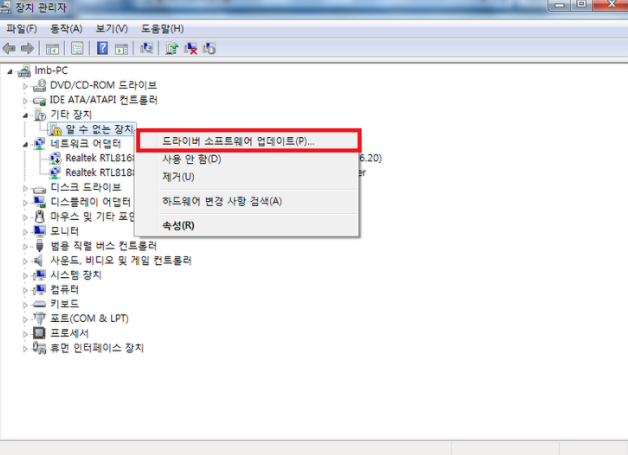 장치 관리자
파일(F) 동작(A) 보기(V) 도움말(H)
lmb-PC
DVD/CD-ROM 드라이브
IDE ATA/ATAPI 컨트롤러
기타 장치
알 수 없는 장치
드라이버 소프트웨어 업데이트(P)...
네트워크 어댑터
Realtek RTL816 사용 안 함(D) 6.20)
Realtek RTL818 제거(U) er
디스크 드라이브
디스플레이 어댑터 하드웨어 변경 사항 검색(A)
마우스 및 기타 포인
속성(R)
모니터
범용 직렬 버스 컨트롤러
사운드, 비디오 및 게임 컨트롤러
시스템 장치
컴퓨터
키보드
포트(COM & LPT)
프로세서
휴먼 인터페이스 장치